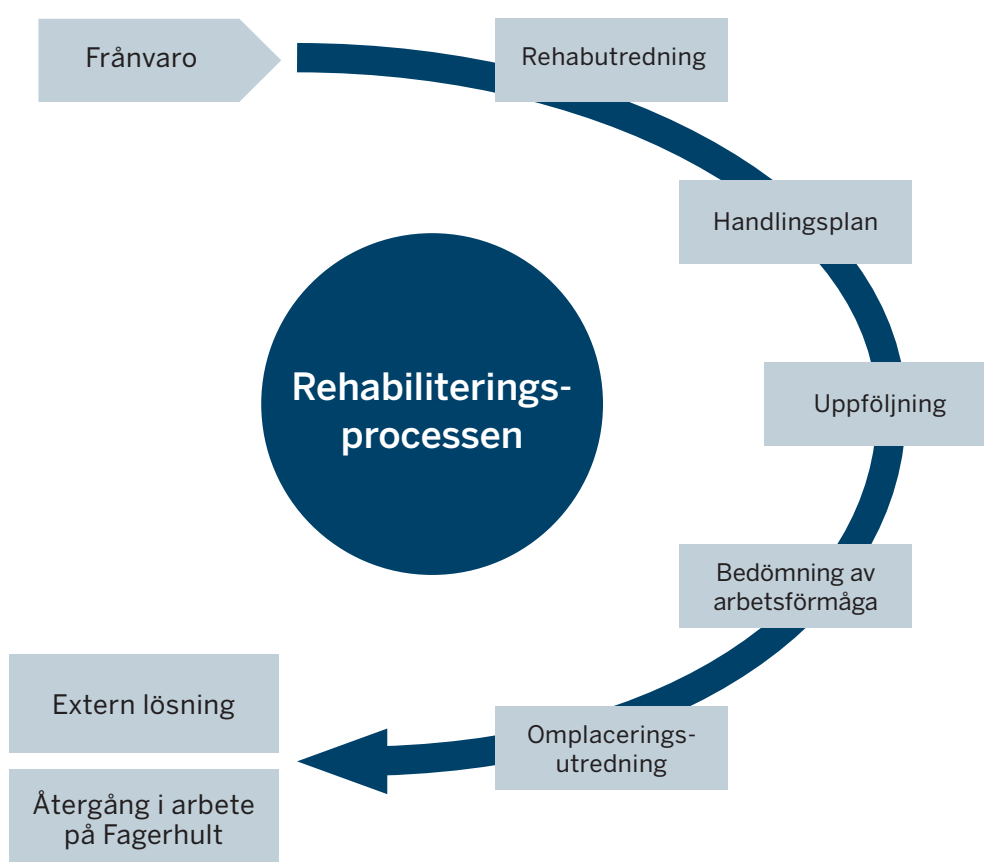 Frånvaro
Rehabutredning
Handlingsplan
Rehabiliterings-
processen
Uppföljning
Bedömning av
arbetsförmåga
Omplacerings-
utredning
Extern lösning
Återgång i arbete
på Fagerhult